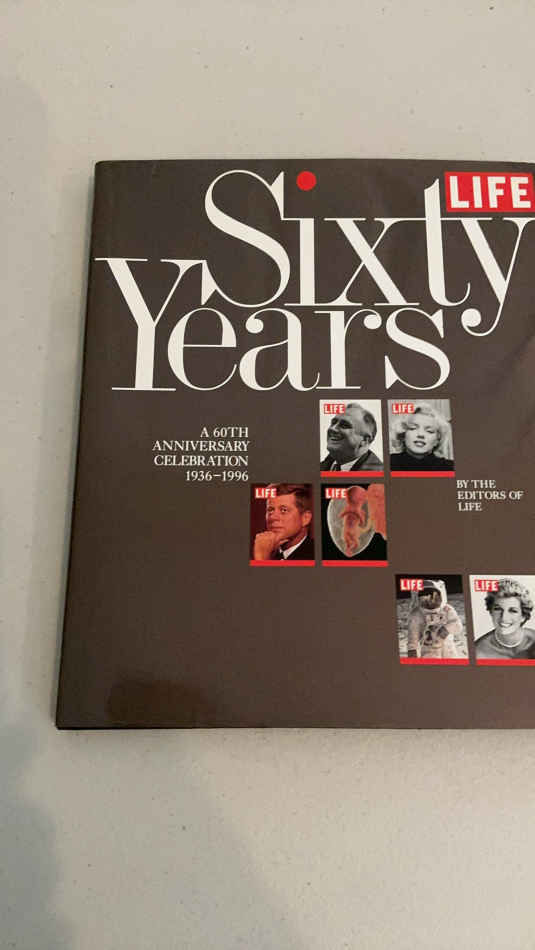 LIFE
Sixty
Years
A 60TH
ANNIVERSARY
CELEBRATION
1936–1996
LIFE
LIFE
BY THE
EDITORS OF
LIFE
LIFE
LIFE
LIFE
LIFE